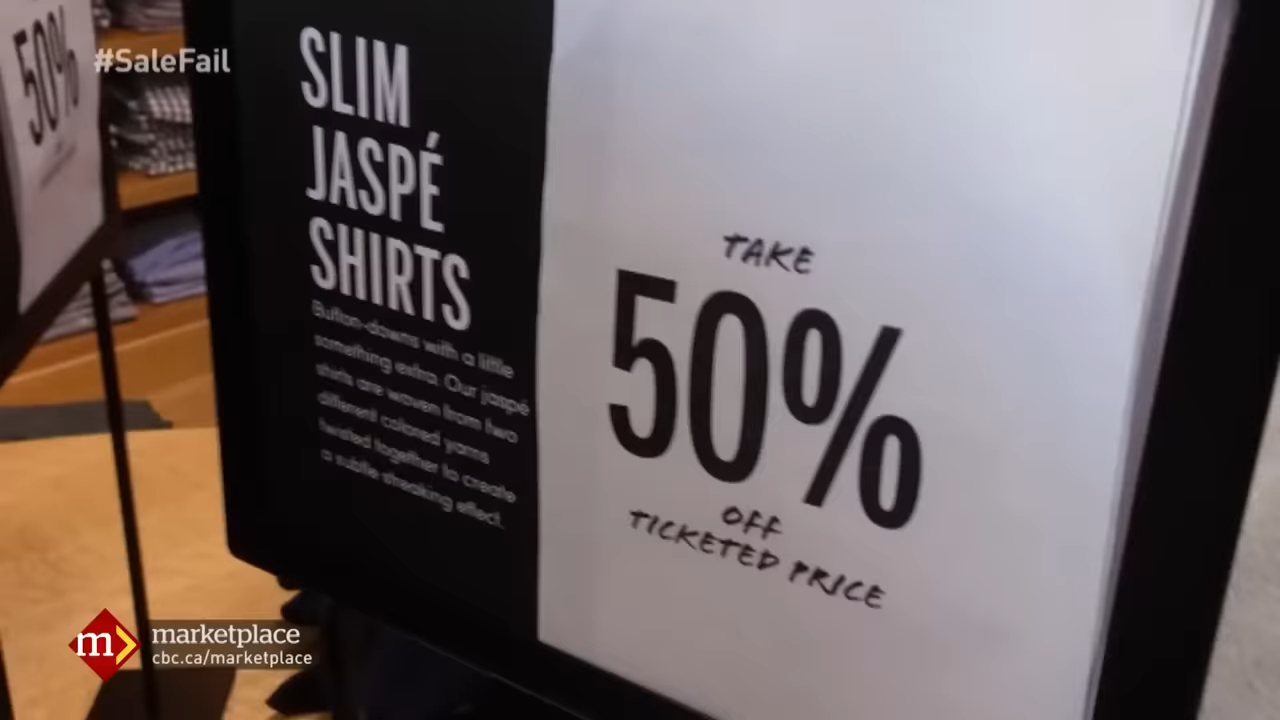 50%
#SaleFail
SLIM
JASPÉ
SHIRTS
Button-downs with a little
something extra. Our jaspé
shirts are woven from two
different colored yarns
twisted together to create
a subtle streaking effect.
TAKE
50%
OFF
TICKETED PRICE
m
marketplace
cbc.ca/marketplace